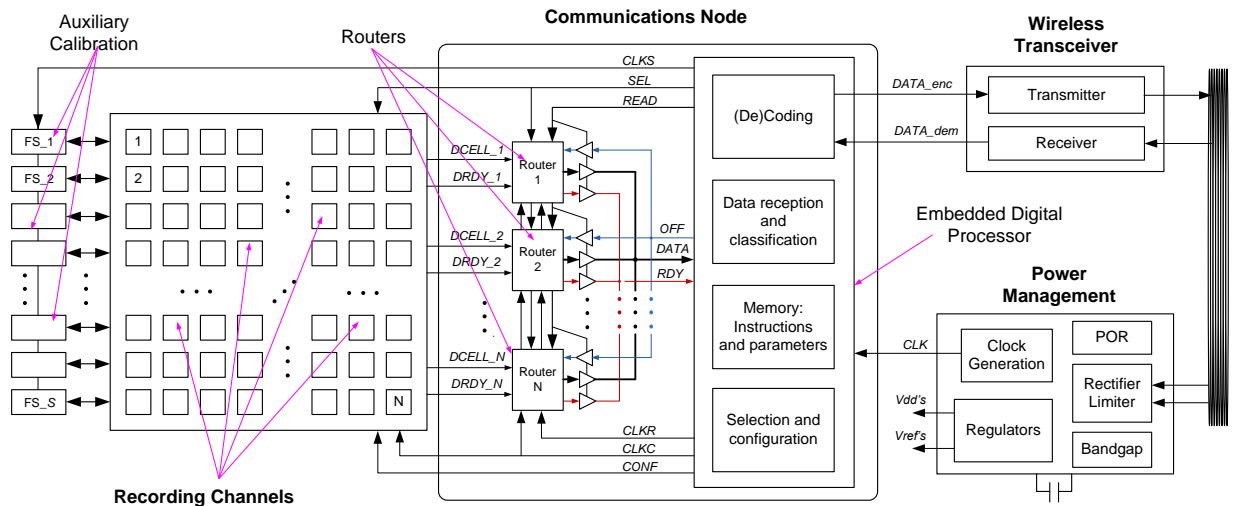 Communications Node
Wireless
Transceiver
Auxiliary
Calibration
Routers
CLKS
SEL
READ
(De)Coding
DATA_enc
DATA_dem
Transmitter
Receiver
FS_1
FS_2
FS_S
1
2
N
DCELL_1
DRDY_1
DCELL_2
DRDY_2
DCELL_N
DRDY_N
Router
1
Router
2
Router
N
OFF
DATA
RDY
Data reception
and
classification
Embedded Digital
Processor
Memory:
Instructions
and parameters
Selection and
configuration
CLKR
CLKC
CONF
Power
Management
CLK
Clock
Generation
POR
Rectifier
Limiter
Vdd's
Vref's
Regulators
Bandgap
Recording Channels